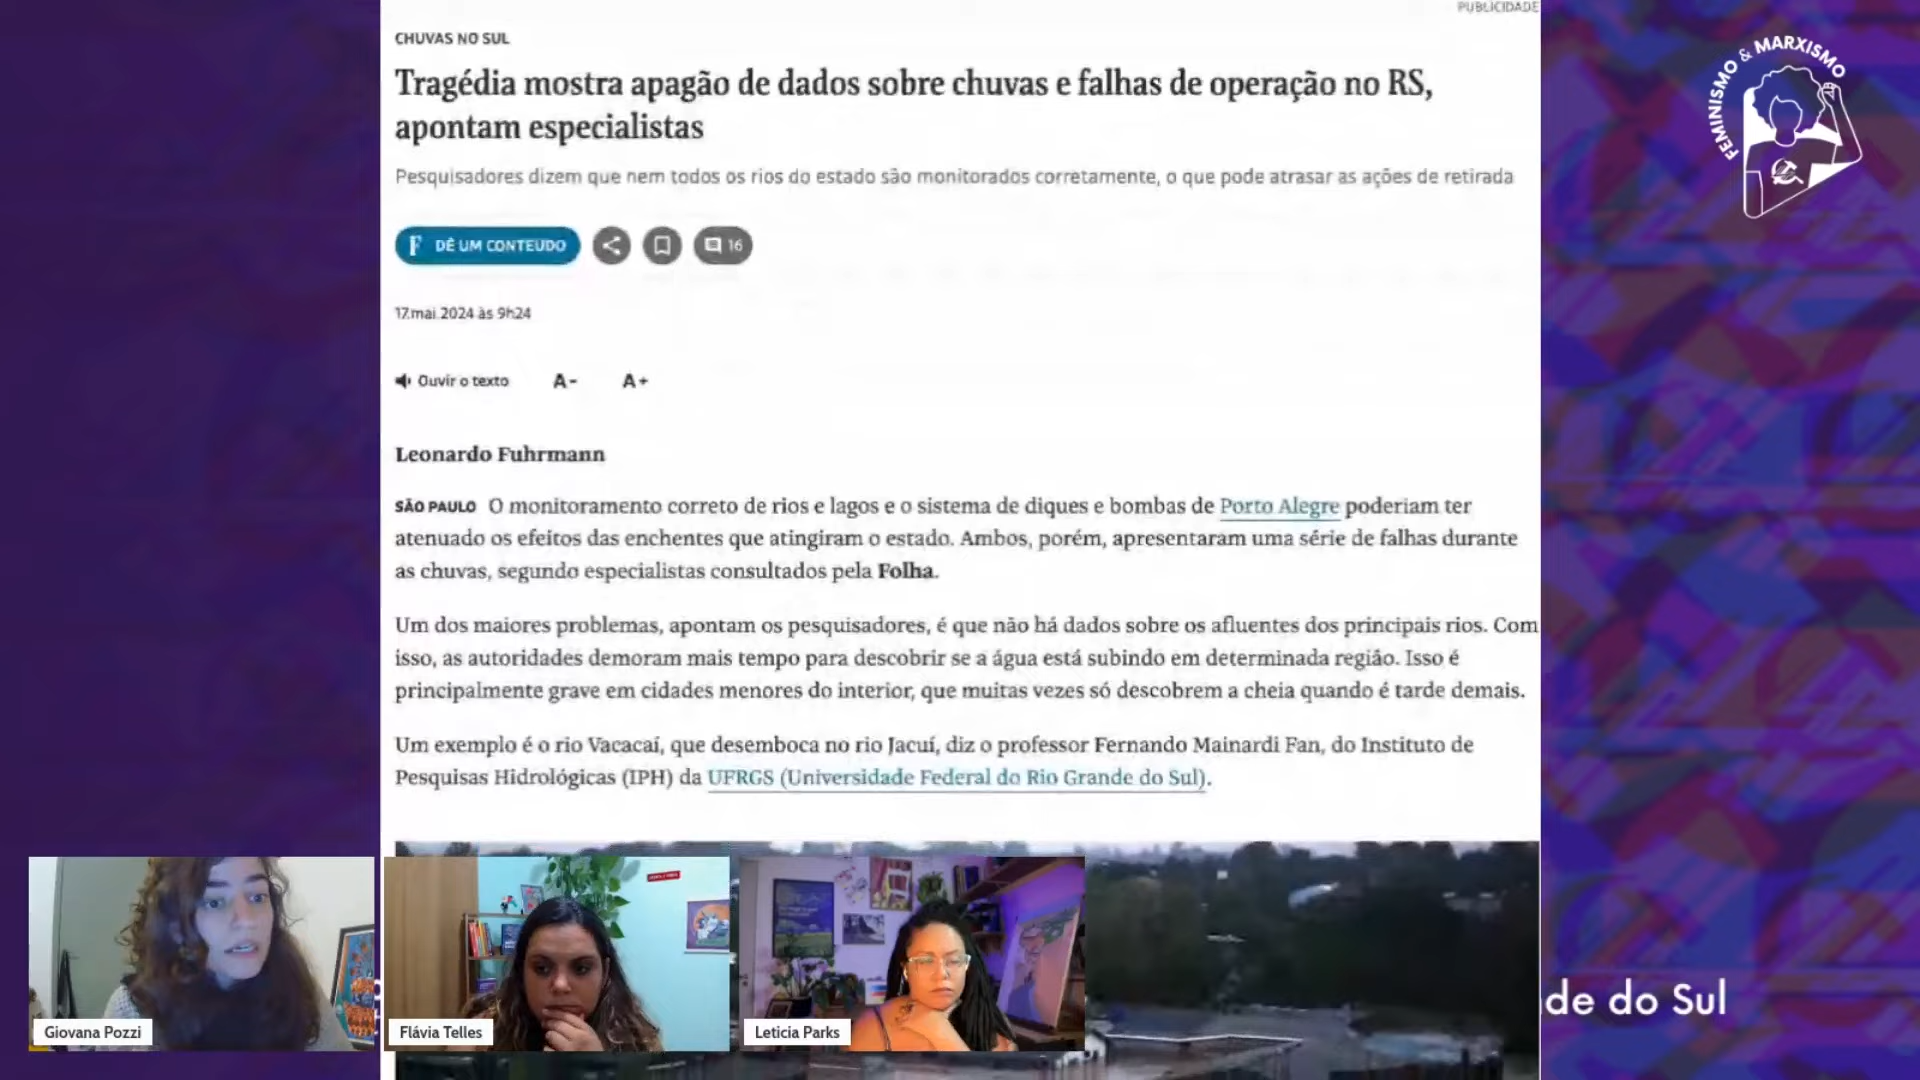 PUBLICIDADE
CHUVAS NO SUL
Tragédia mostra apagão de dados sobre chuvas e falhas de operação no RS,
apontam especialistas
Pesquisadores dizem que nem todos os rios do estado são monitorados corretamente, o que pode atrasar as ações de retirada
F DÊ UM CONTEÚDO
16
17.mai.2024 às 9h24
Ouvir o texto A- A+
Leonardo Fuhrmann
SÃO PAULO O monitoramento correto de rios e lagos e o sistema de diques e bombas de Porto Alegre poderiam ter
atenuado os efeitos das enchentes que atingiram o estado. Ambos, porém, apresentaram uma série de falhas durante
as chuvas, segundo especialistas consultados pela Folha.
Um dos maiores problemas, apontam os pesquisadores, é que não há dados sobre os afluentes dos principais rios. Com
isso, as autoridades demoram mais tempo para descobrir se a água está subindo em determinada região. Isso é
principalmente grave em cidades menores do interior, que muitas vezes só descobrem a cheia quando é tarde demais.
Um exemplo é o rio Vacacaí, que desemboca no rio Jacuí, diz o professor Fernando Mainardi Fan, do Instituto de
Pesquisas Hidrológicas (IPH) da UFRGS (Universidade Federal do Rio Grande do Sul).
FEMINISMO & MARXISMO
de do Sul
Giovana Pozzi
Flávia Telles
Leticia Parks